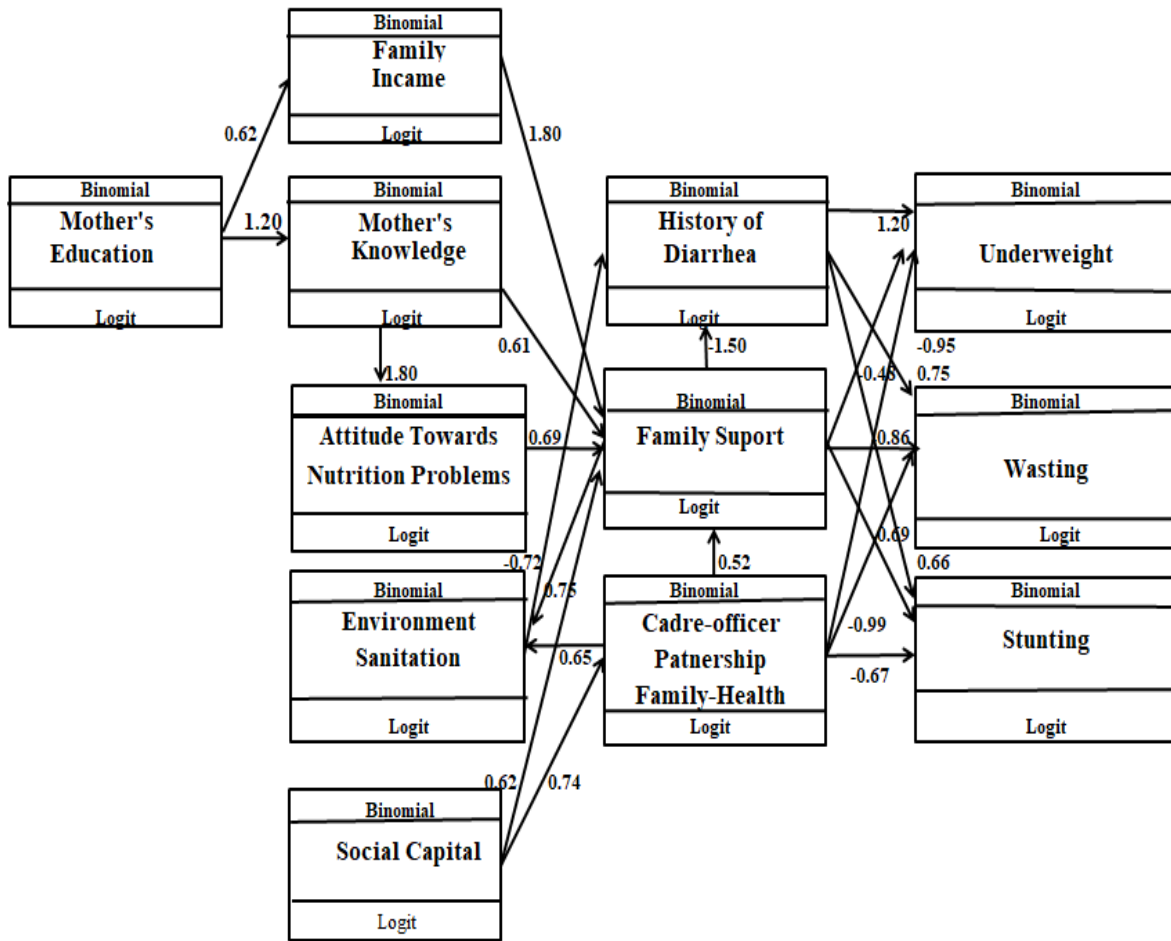 Binomial
Family
Incame
Logit
0.62
1.80
Binomial
Mother's
Education
Logit
1.20
Binomial
Mother's
Knowledge
Logit
0.61
1.80
Binomial
History of
Diarrhea
Logit
1.20
Binomial
Underweight
Logit
-1.50
-0.95
-0.48
0.75
Binomial
Attitude Towards
Nutrition Problems
Logit
0.69
Binomial
Family Suport
Logit
0.86
Binomial
Wasting
Logit
0.69
-0.72
0.75
0.52
0.66
Binomial
Environment
Sanitation
Logit
0.65
Binomial
Cadre-officer
Patnership
Family-Health
Logit
-0.99
-0.67
Binomial
Stunting
Logit
0.62
0.74
Binomial
Social Capital
Logit